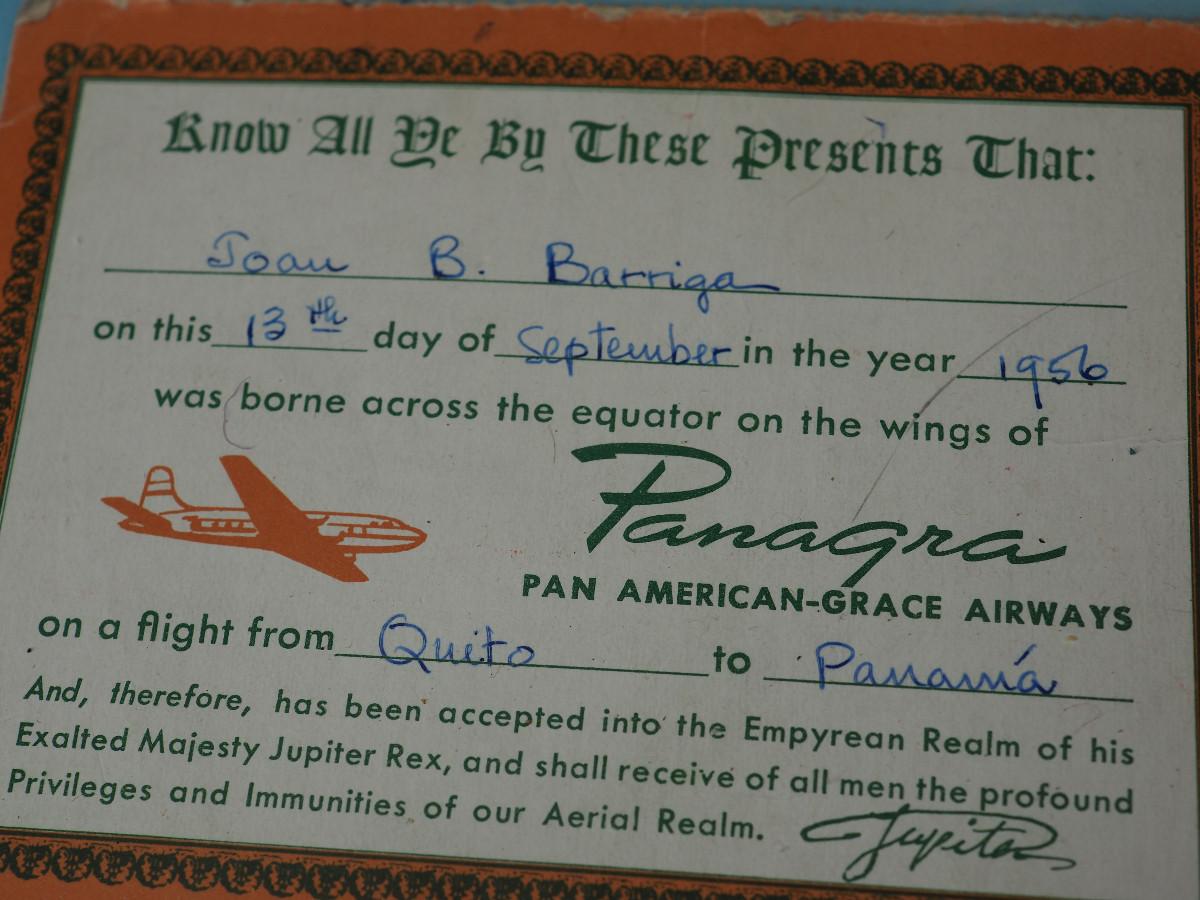 Know All Ye By These Presents That:
Joan B. Barriga
on this 13th day of September in the year 1956
was borne across the equator on the wings of
Panagra
PAN AMERICAN-GRACE AIRWAYS
on a flight from Quito to Panamá
And, therefore, has been accepted into the Empyrean Realm of his
Exalted Majesty Jupiter Rex, and shall receive of all men the profound
Privileges and Immunities of our Aerial Realm.
Jupiter